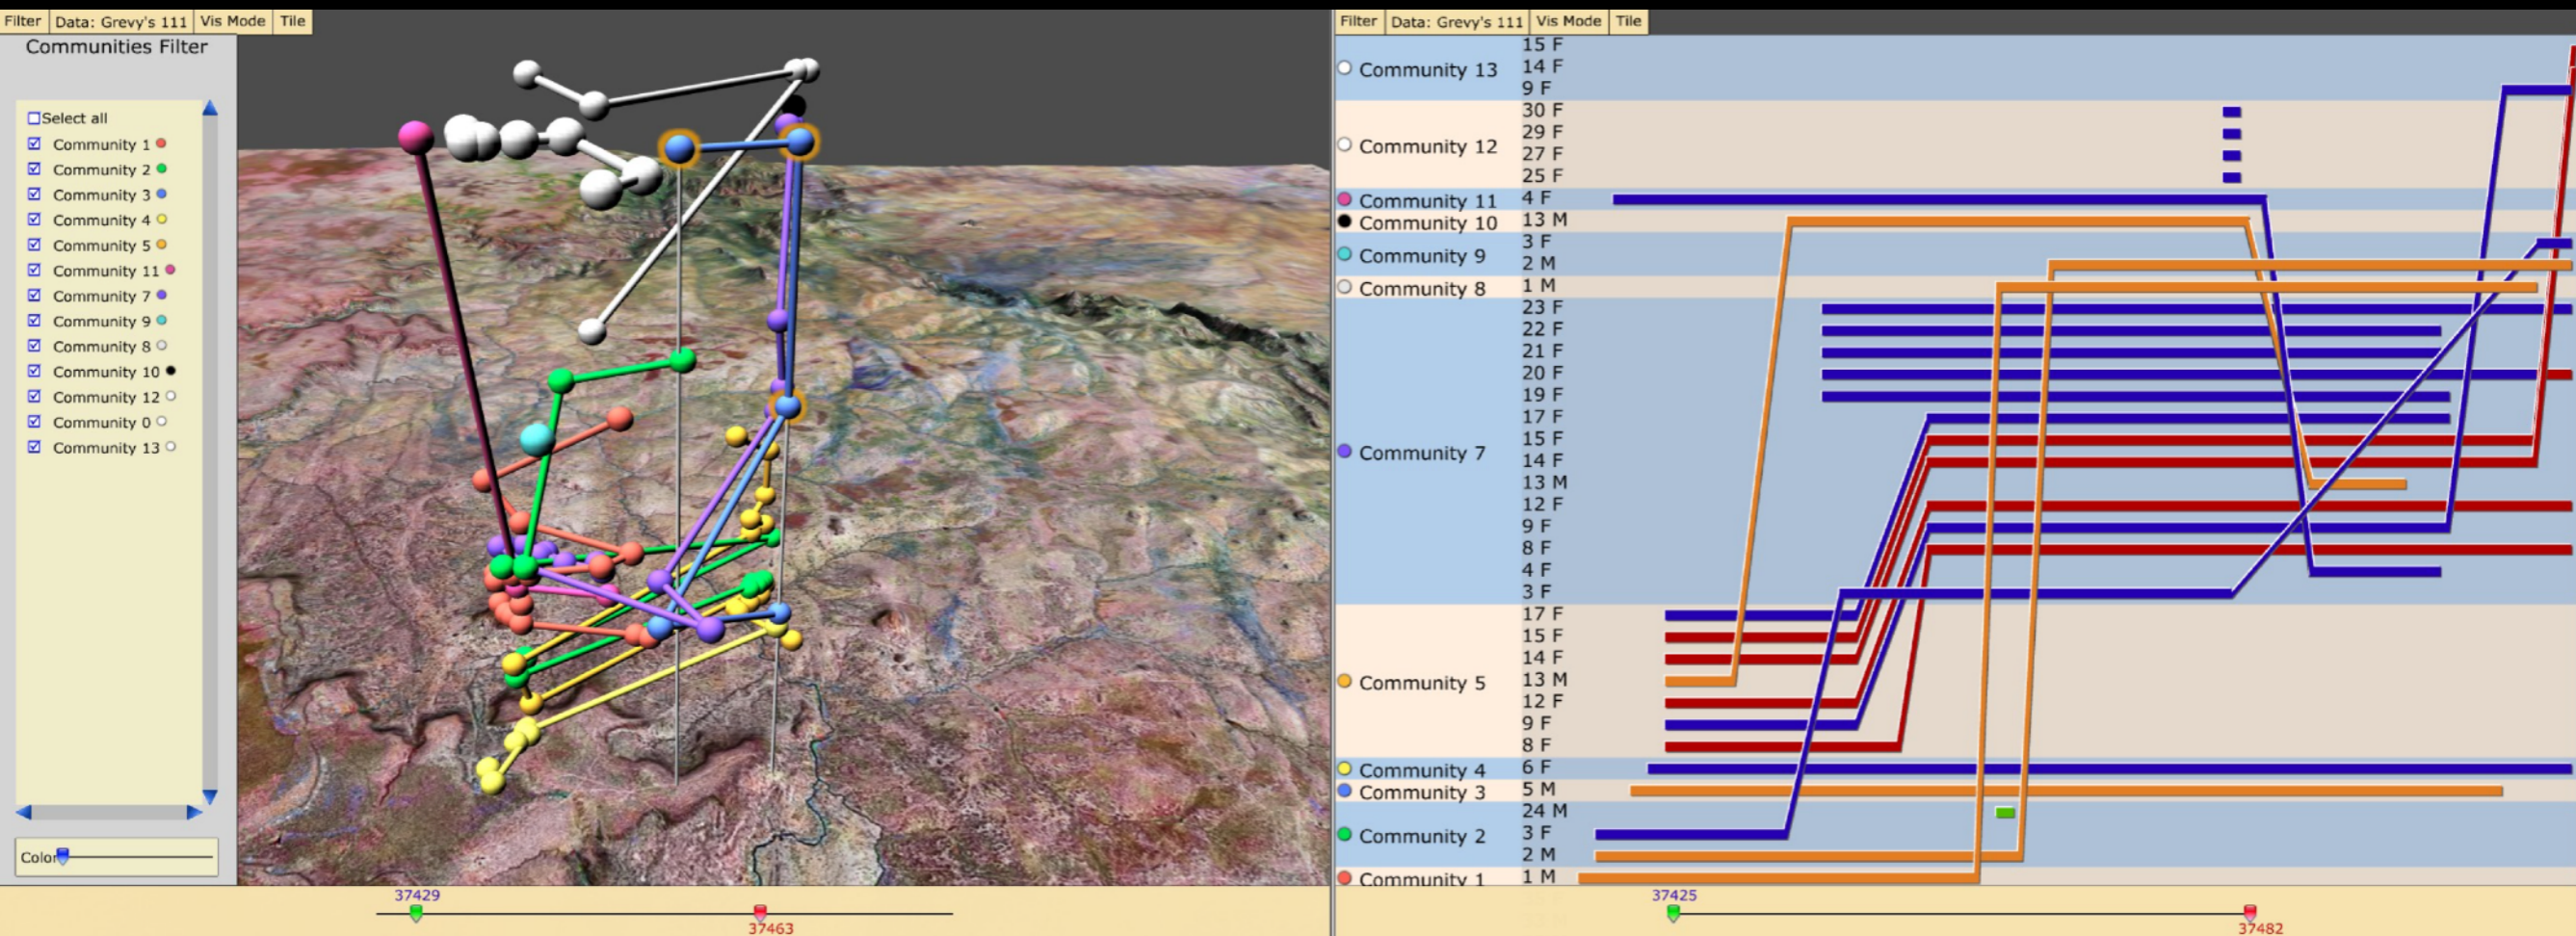 Filter Data: Grevy's 111 Vis Mode Tile
Communities Filter
Select all
Community 1
Community 2
Community 3
Community 4
Community 5
Community 11
Community 7
Community 9
Community 8
Community 10
Community 12
Community 0
Community 13
Color
37429
37463
Filter Data: Grevy's 111 Vis Mode Tile
Community 13
15 F
14 F
9 F
Community 12
30 F
29 F
27 F
25 F
Community 11
4 F
Community 10
13 M
Community 9
3 F
2 M
Community 8
1 M
Community 7
23 F
22 F
21 F
20 F
19 F
17 F
15 F
14 F
13 M
12 F
9 F
8 F
4 F
3 F
Community 5
17 F
15 F
14 F
13 M
12 F
9 F
8 F
Community 4
6 F
Community 3
5 M
Community 2
24 M
3 F
2 M
Community 1
1 M
37425
37482